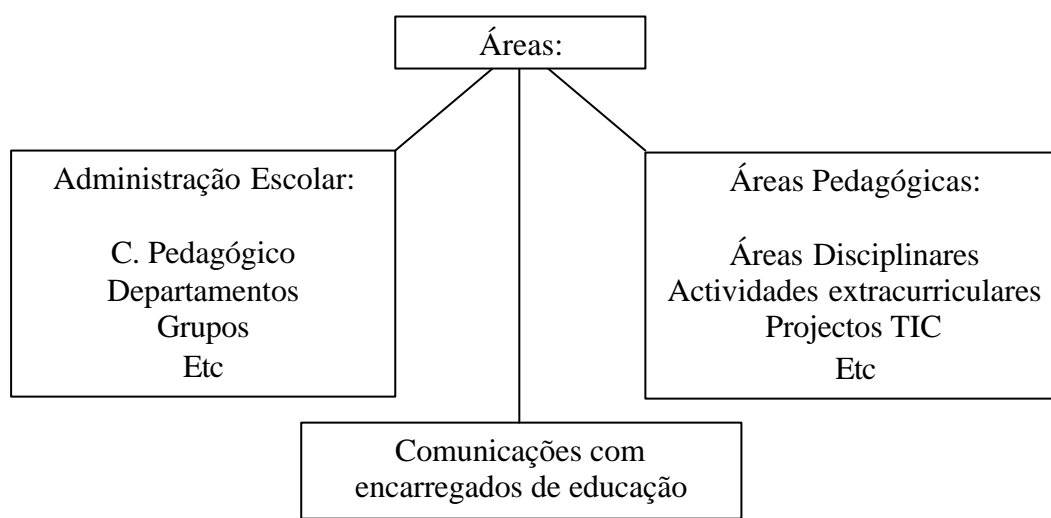 Áreas:
Administração Escolar:
C. Pedagógico
Departamentos
Grupos
Etc
Áreas Pedagógicas:
Áreas Disciplinares
Actividades extracurriculares
Projectos TIC
Etc
Comunicações com
encarregados de educação